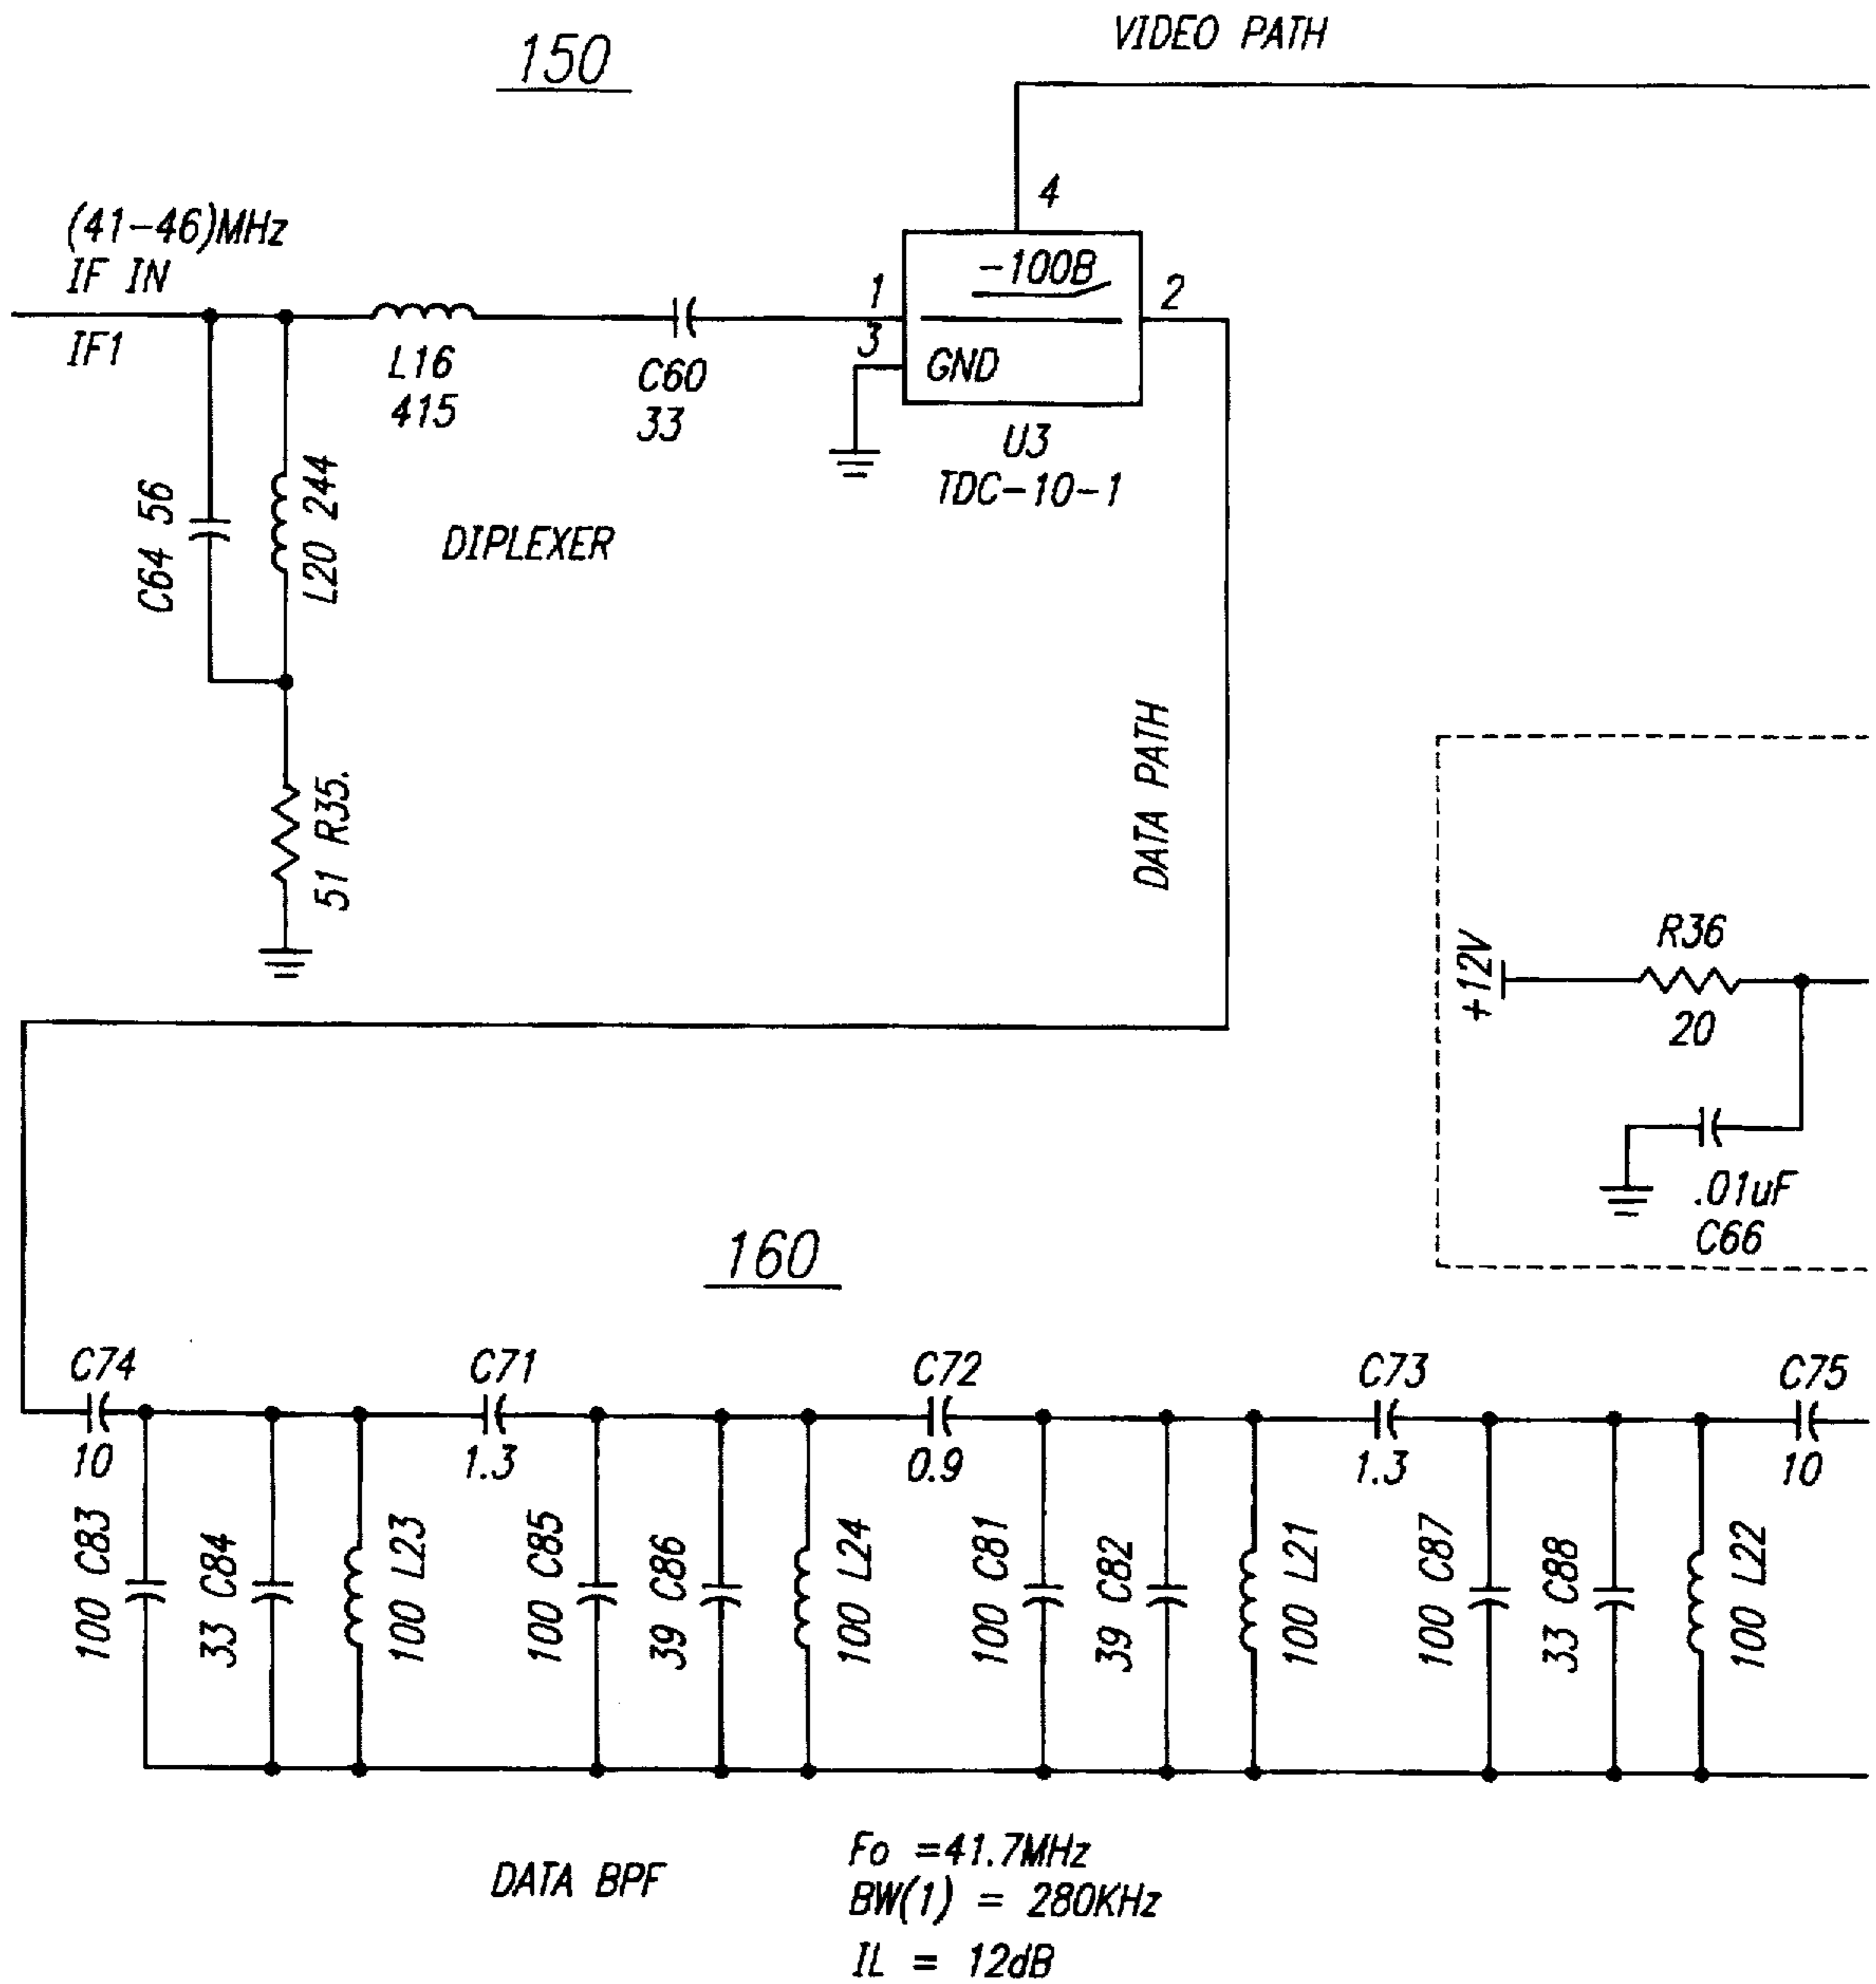 150
VIDEO PATH
(41-46)MHz
IF IN
IF1
L16
415
C60
33
1
3
4
2
-100B
GND
U3
TDC-10-1
C64 56
L20 244
DIPLEXER
51 R35.
DATA PATH
+12V
R36
20
.01uF
C66
160
C74
10
C71
1.3
C72
0.9
C73
1.3
C75
10
100 C83
33 C84
100 L23
100 C85
39 C86
100 L24
100 C81
39 C82
100 L21
100 C87
33 C88
100 L22
DATA BPF
Fo =41.7MHz
BW(1) = 280KHz
IL = 12dB